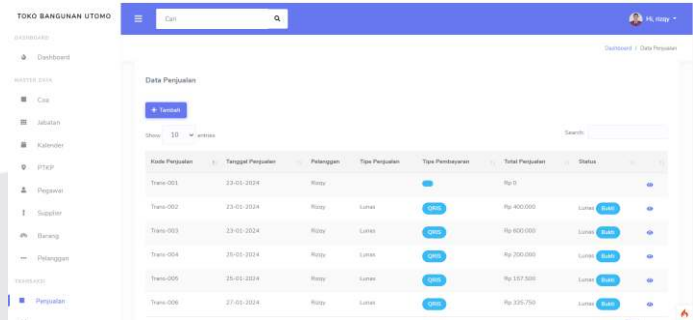 TOKO BANGUNAN UTOMO
Cari
Hi, risqy
DASHBOARD
Dashboard
Dashboard / Data Penjualan
MASTER DATA
Coa
Jabatan
Kalender
PTKP
Pegawai
Supplier
Barang
Pelanggan
TRANSAKSI
Penjualan
Data Penjualan
+ Tambah
Show 10 entries
Search:
Kode Penjualan Tanggal Penjualan Pelanggan Tipe Penjualan Tipe Pembayaran Total Penjualan Status
Trans-001 23-01-2024 Rizqy Rp 0
Trans-002 23-01-2024 Rizqy Lunas QRIS Rp 400.000 Lunas Bukti
Trans-003 23-01-2024 Rizqy Lunas QRIS Rp 600.000 Lunas Bukti
Trans-004 25-01-2024 Rizqy Lunas QRIS Rp 200.000 Lunas Bukti
Trans-005 25-01-2024 Rizqy Lunas QRIS Rp 157.500 Lunas Bukti
Trans-006 27-01-2024 Rizqy Lunas QRIS Rp 325.750 Lunas Bukti